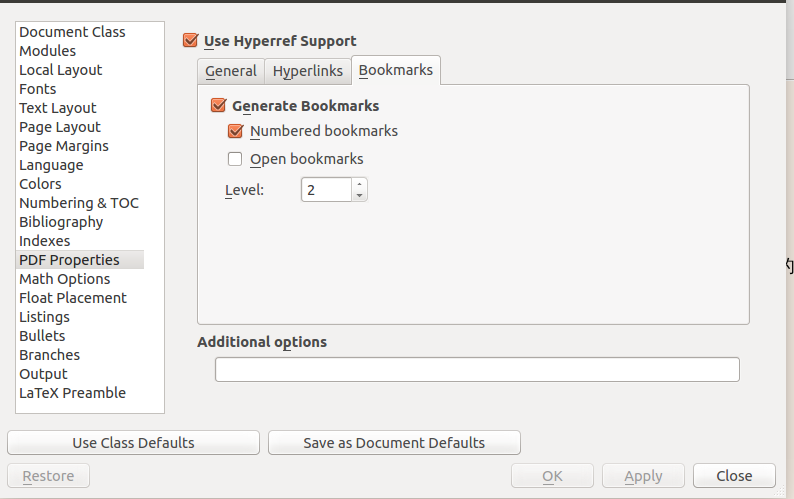 Document Class
Modules
Local Layout
Fonts
Text Layout
Page Layout
Page Margins
Language
Colors
Numbering & TOC
Bibliography
Indexes
PDF Properties
Math Options
Float Placement
Listings
Bullets
Branches
Output
LaTeX Preamble
Use Hyperref Support
General Hyperlinks Bookmarks
Generate Bookmarks
Numbered bookmarks
Open bookmarks
Level: 2
Additional options
Use Class Defaults Save as Document Defaults
Restore OK Apply Close